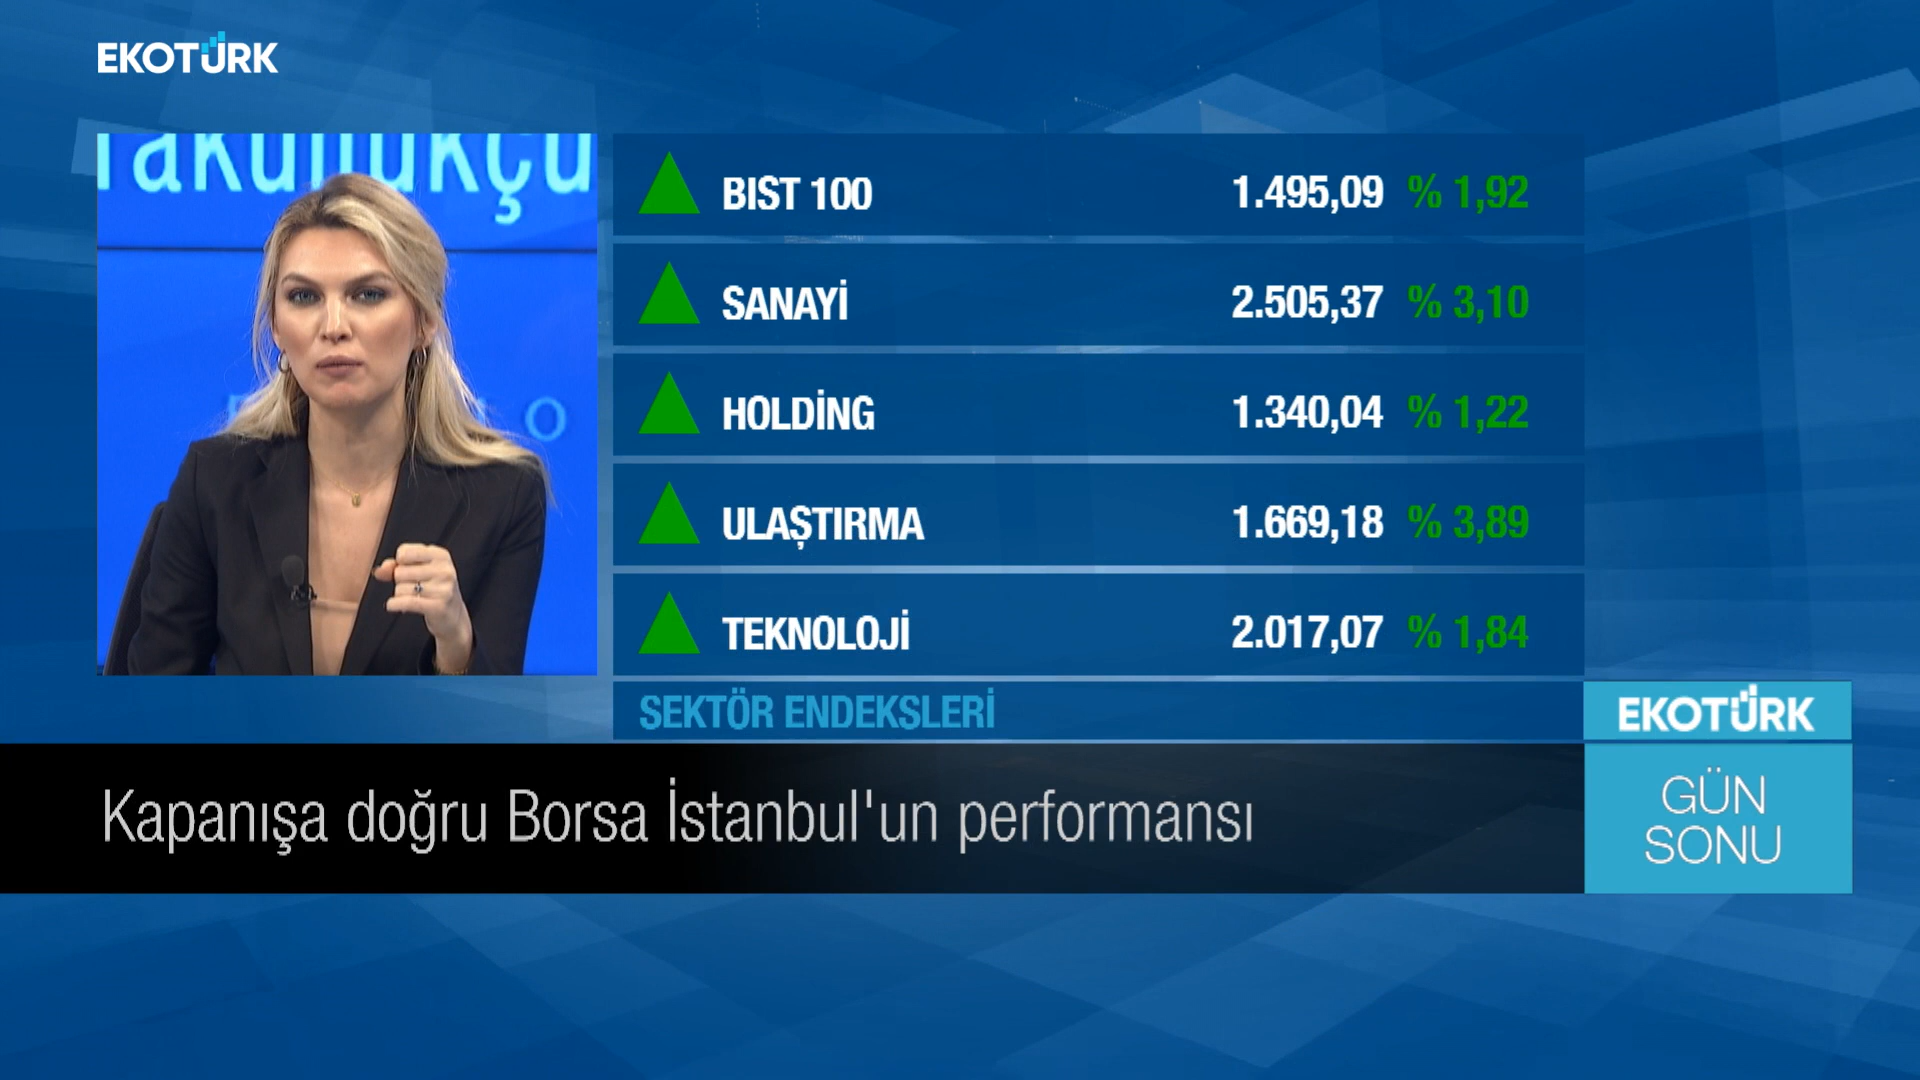 EKOTÜRK
BIST 100 1.495,09 % 1,92
SANAYİ 2.505,37 % 3,10
HOLDİNG 1.340,04 % 1,22
ULAŞTIRMA 1.669,18 % 3,89
TEKNOLOJİ 2.017,07 % 1,84
SEKTÖR ENDEKSLERİ
EKOTÜRK
Kapanışa doğru Borsa İstanbul'un performansı
GÜN
SONU